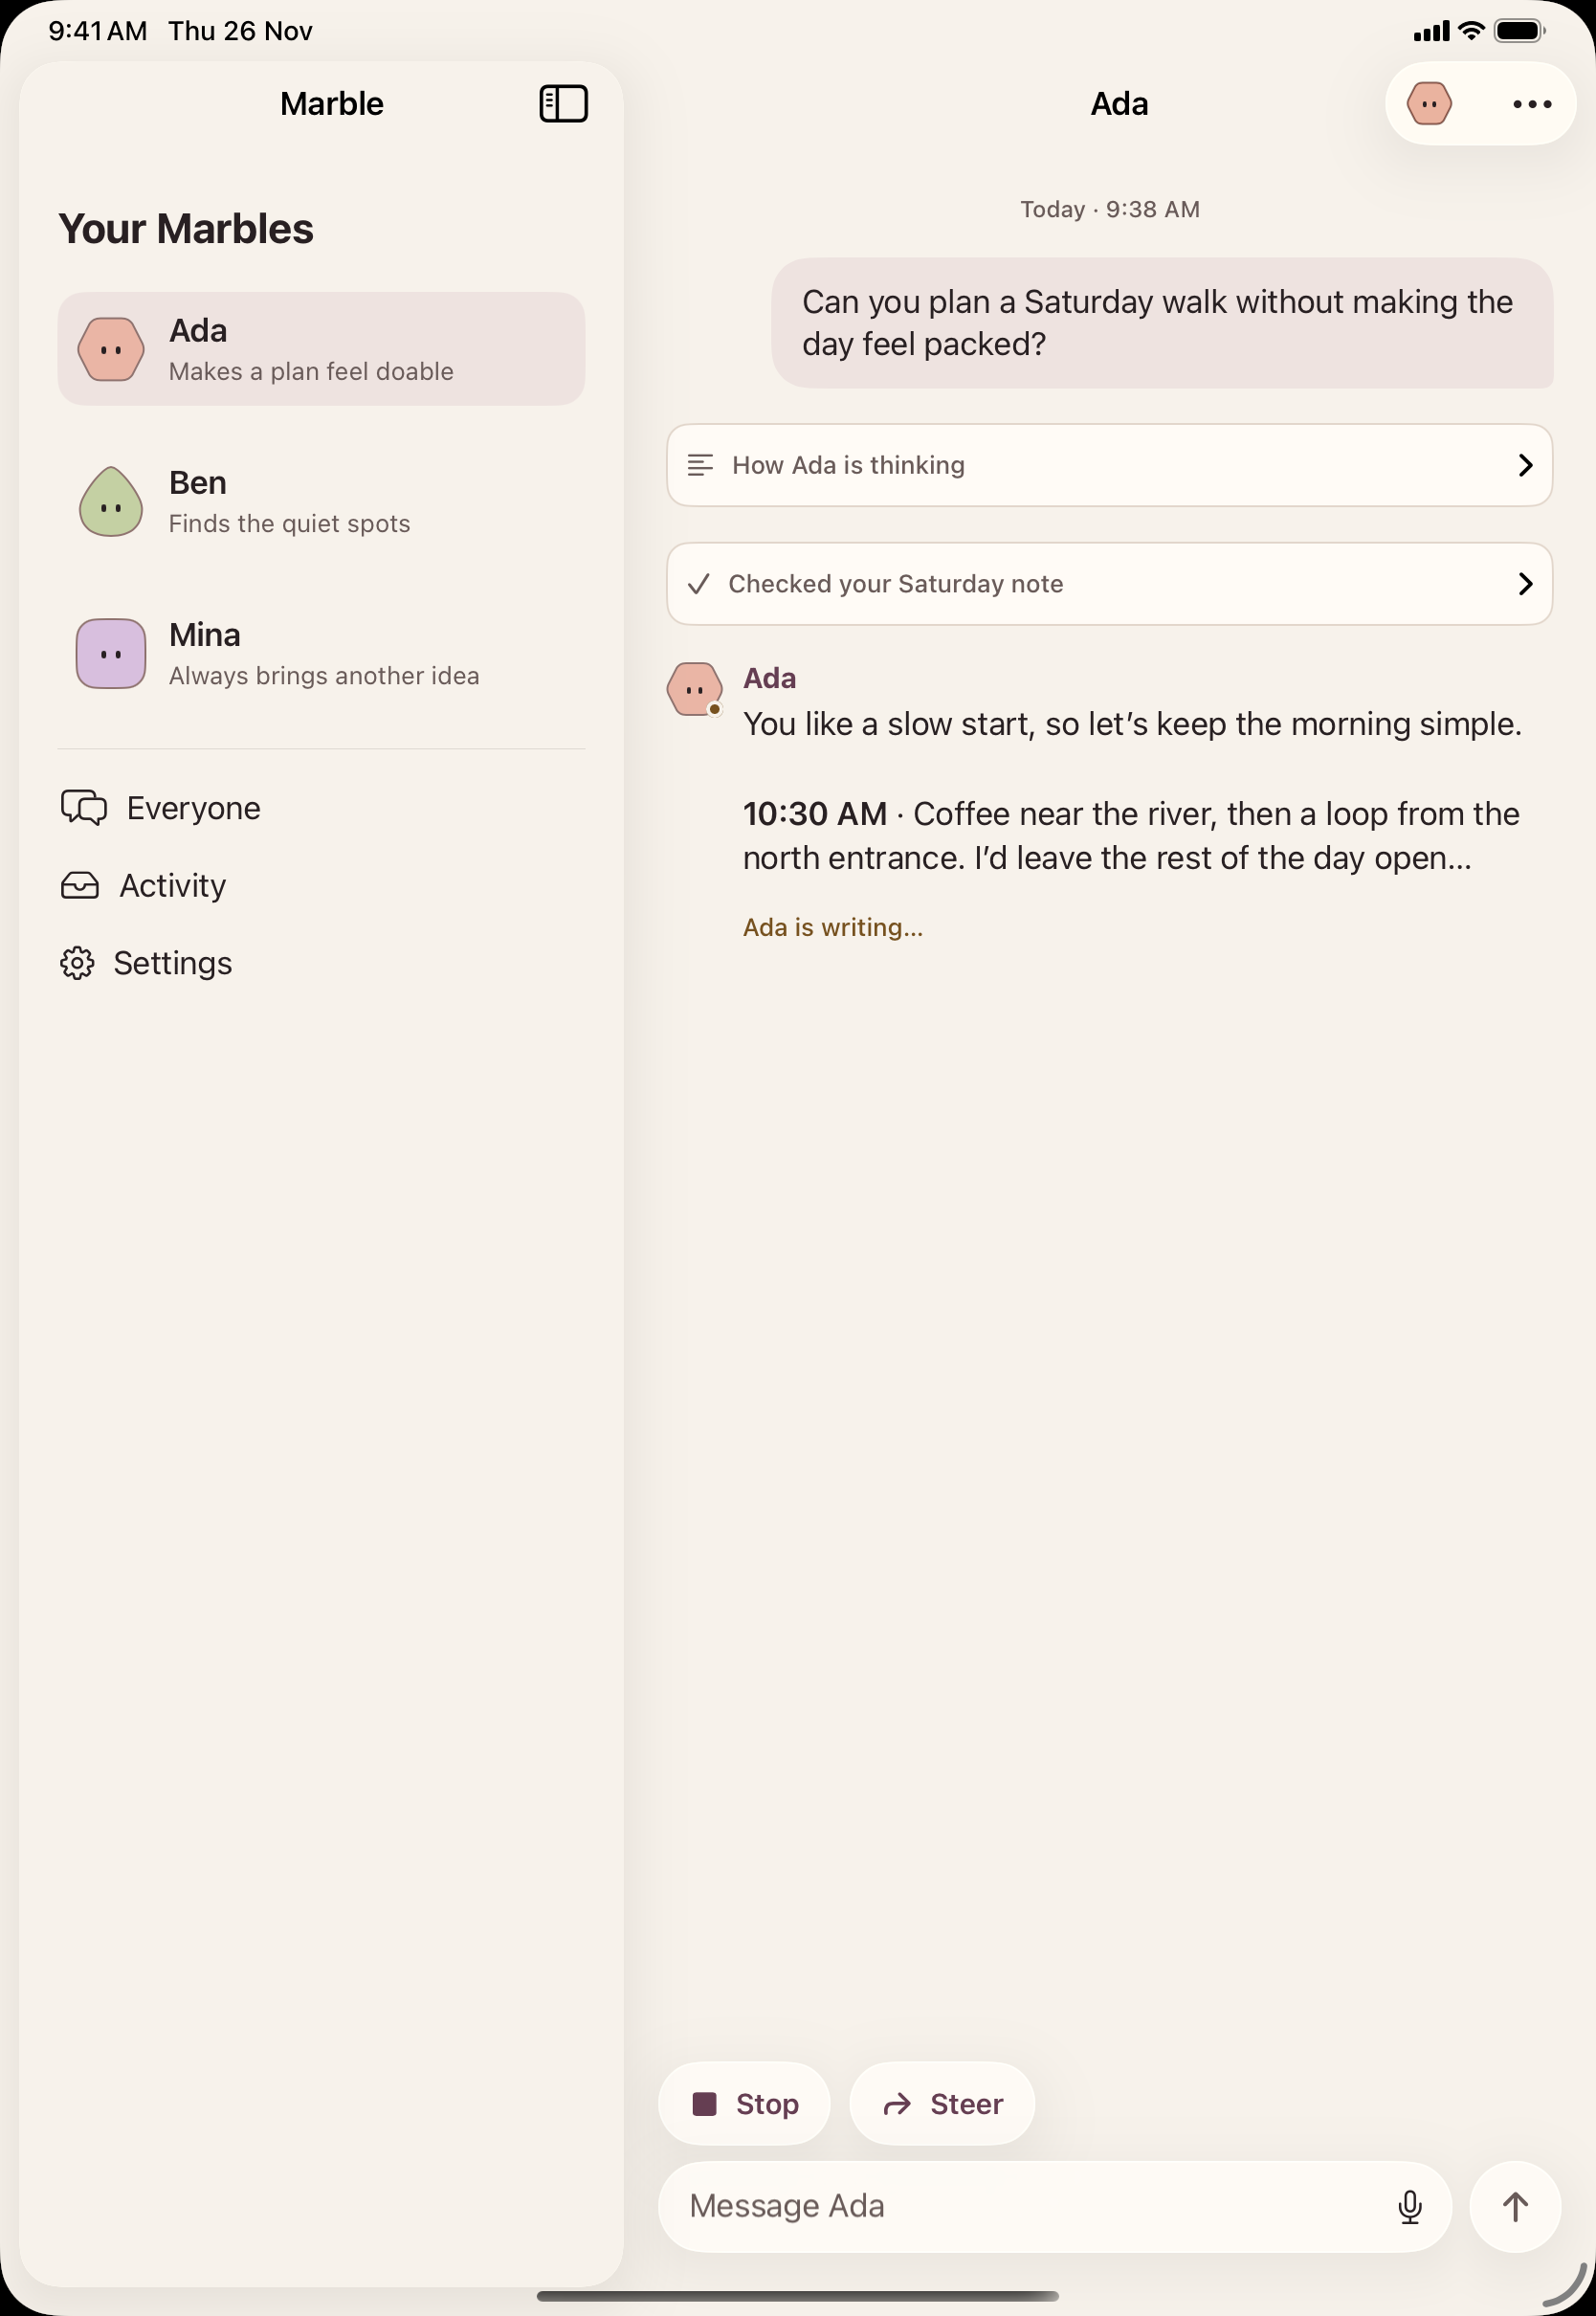 9:41 AM Thu 26 Nov
Marble
Your Marbles
Ada
Makes a plan feel doable
Ben
Finds the quiet spots
Mina
Always brings another idea
Everyone
Activity
Settings
Ada
Today · 9:38 AM
Can you plan a Saturday walk without making the
day feel packed?
How Ada is thinking
Checked your Saturday note
Ada
You like a slow start, so let’s keep the morning simple.
10:30 AM · Coffee near the river, then a loop from the
north entrance. I’d leave the rest of the day open…
Ada is writing…
Stop
Steer
Message Ada